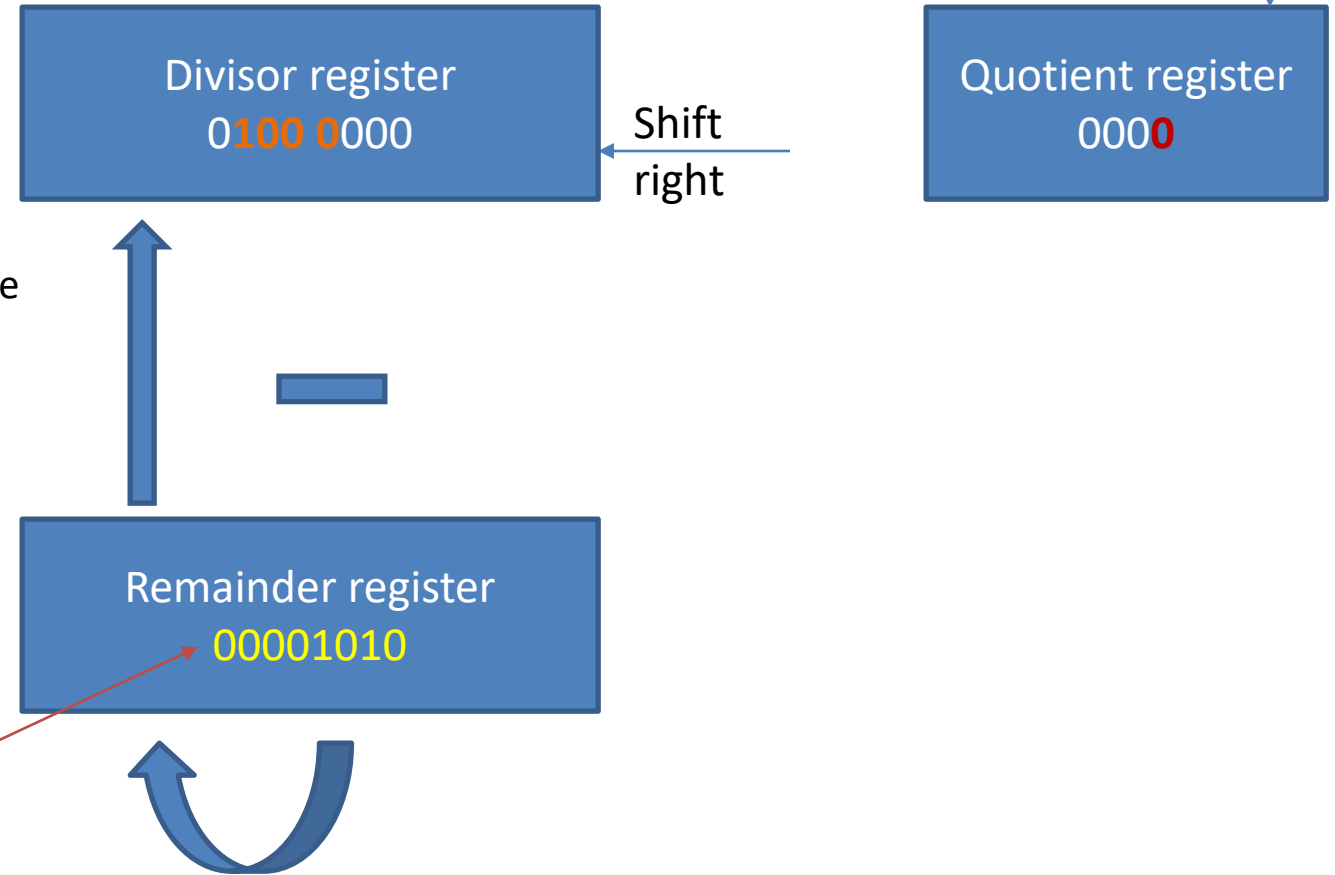 Divisor register
0100 0000
Shift
right
Quotient register
0000
e
Remainder register
00001010